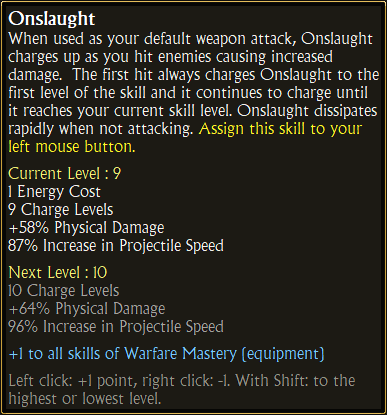 Onslaught
When used as your default weapon attack, Onslaught
charges up as you hit enemies causing increased
damage. The first hit always charges Onslaught to the
first level of the skill and it continues to charge until
it reaches your current skill level. Onslaught dissipates
rapidly when not attacking. Assign this skill to your
left mouse button.
Current Level : 9
1 Energy Cost
9 Charge Levels
+58% Physical Damage
87% Increase in Projectile Speed
Next Level : 10
10 Charge Levels
+64% Physical Damage
96% Increase in Projectile Speed
+1 to all skills of Warfare Mastery (equipment)
Left click: +1 point, right click: -1. With Shift: to the
highest or lowest level.